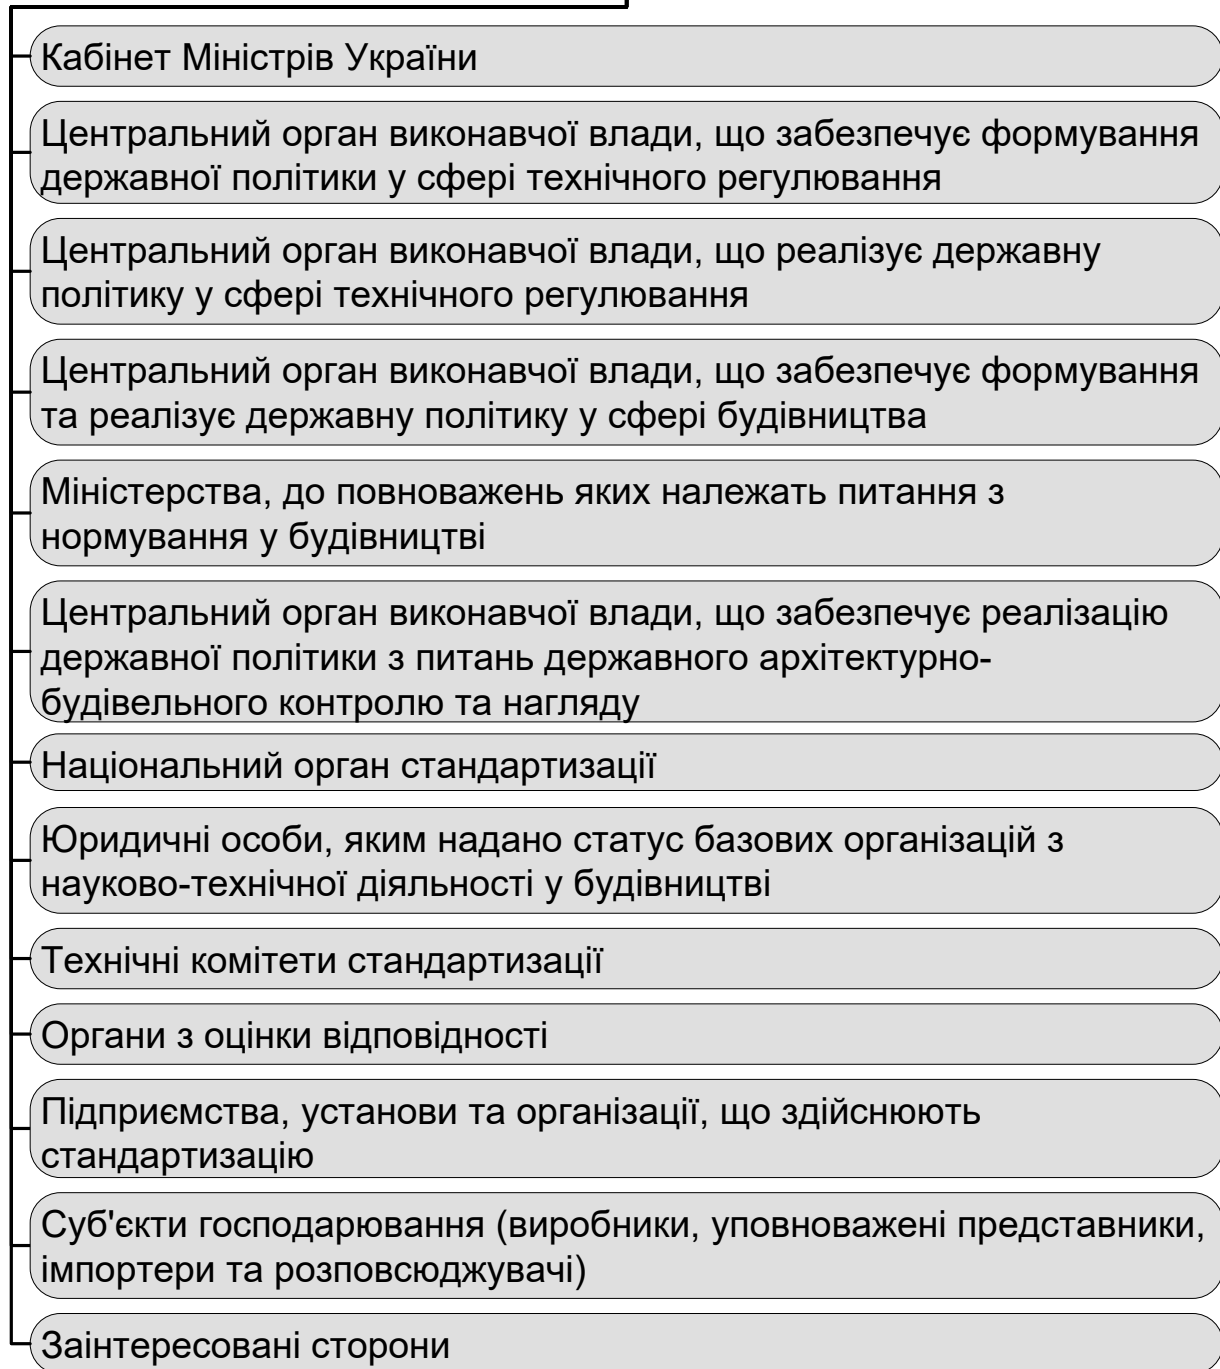 Кабінет Міністрів України
Центральний орган виконавчої влади, що забезпечує формування
державної політики у сфері технічного регулювання
Центральний орган виконавчої влади, що реалізує державну
політику у сфері технічного регулювання
Центральний орган виконавчої влади, що забезпечує формування
та реалізує державну політику у сфері будівництва
Міністерства, до повноважень яких належать питання з
нормування у будівництві
Центральний орган виконавчої влади, що забезпечує реалізацію
державної політики з питань державного архітектурно-
будівельного контролю та нагляду
Національний орган стандартизації
Юридичні особи, яким надано статус базових організацій з
науково-технічної діяльності у будівництві
Технічні комітети стандартизації
Органи з оцінки відповідності
Підприємства, установи та організації, що здійснюють
стандартизацію
Суб'єкти господарювання (виробники, уповноважені представники,
імпортери та розповсюджувачі)
Заінтересовані сторони